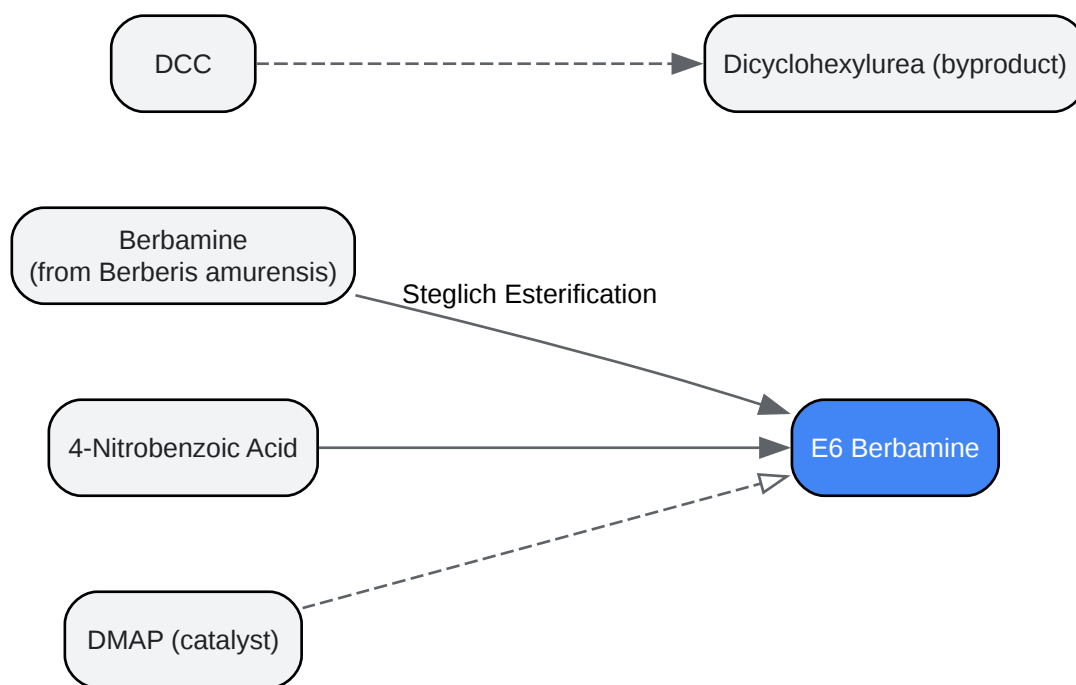 DCC
Dicyclohexylurea (byproduct)
Berbamine
(from Berberis amurensis)
Steglich Esterification
4-Nitrobenzoic Acid
E6 Berbamine
DMAP (catalyst)